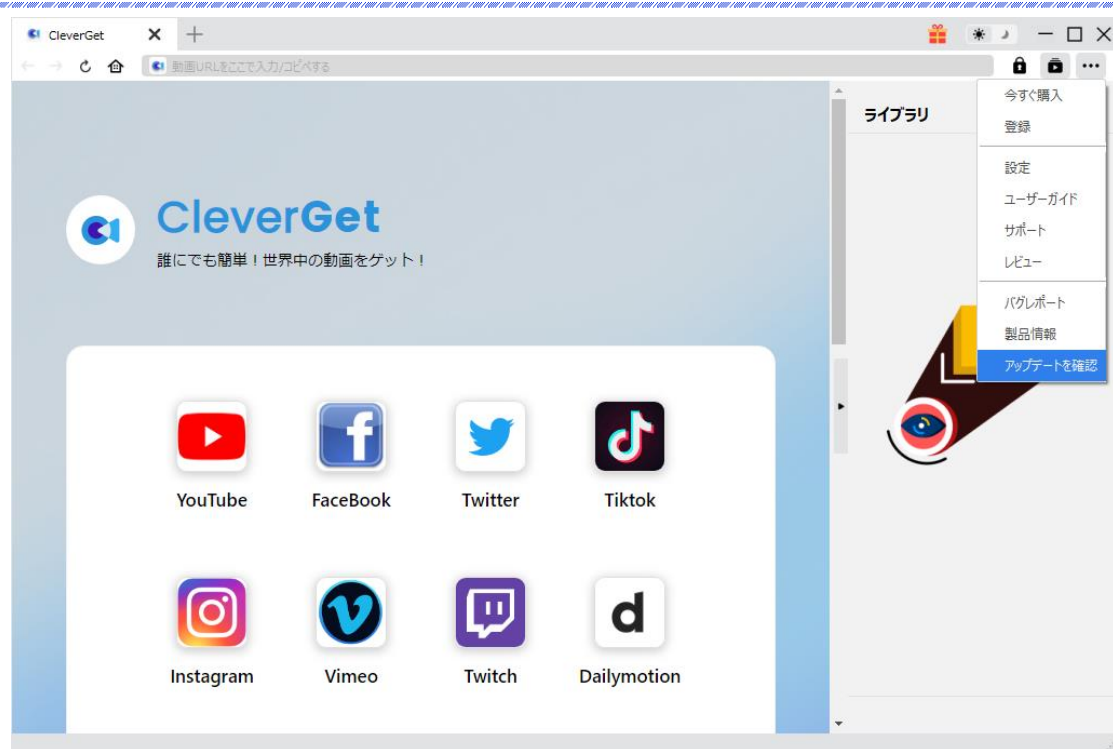 CleverGet
動画URLをここで入力/コピペする
今すぐ購入
登録
設定
ユーザーガイド
サポート
レビュー
バグレポート
製品情報
アップデートを確認
ライブラリ
CleverGet
誰にでも簡単！世界中の動画をゲット！
YouTube
FaceBook
Twitter
Tiktok
Instagram
Vimeo
Twitch
Dailymotion